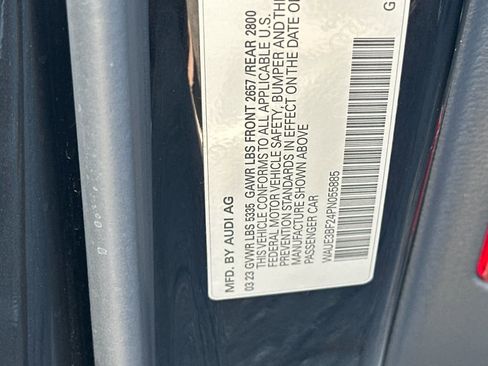 MFD. BY AUDI AG
03 23 GVWR LBS 5335 GAWR LBS FRONT 2657 /REAR 2800
THIS VEHICLE CONFORMS TO ALL APPLICABLE U.S.
FEDERAL MOTOR VEHICLE SAFETY, BUMPER AND THE
PREVENTION STANDARDS IN EFFECT ON THE DATE OF
MANUFACTURE SHOWN ABOVE
PASSENGER CAR
WAUE3BF24PN055885
G